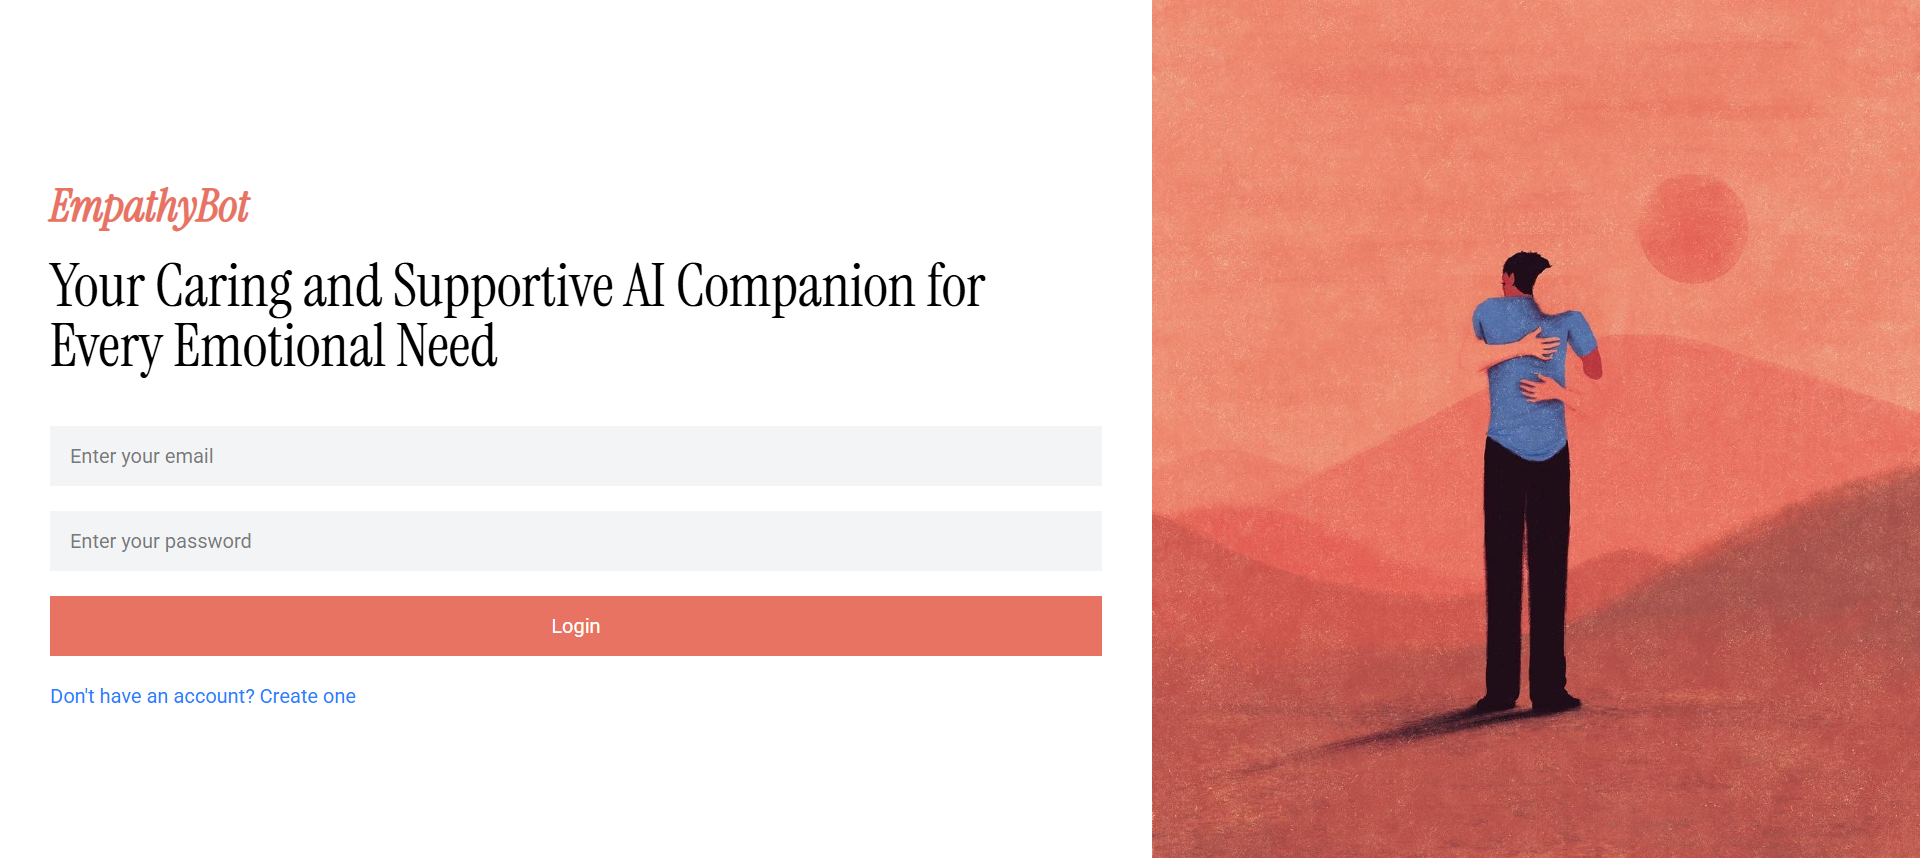 EmpathyBot
Your Caring and Supportive AI Companion for
Every Emotional Need
Enter your email
Enter your password
Login
Don't have an account? Create one